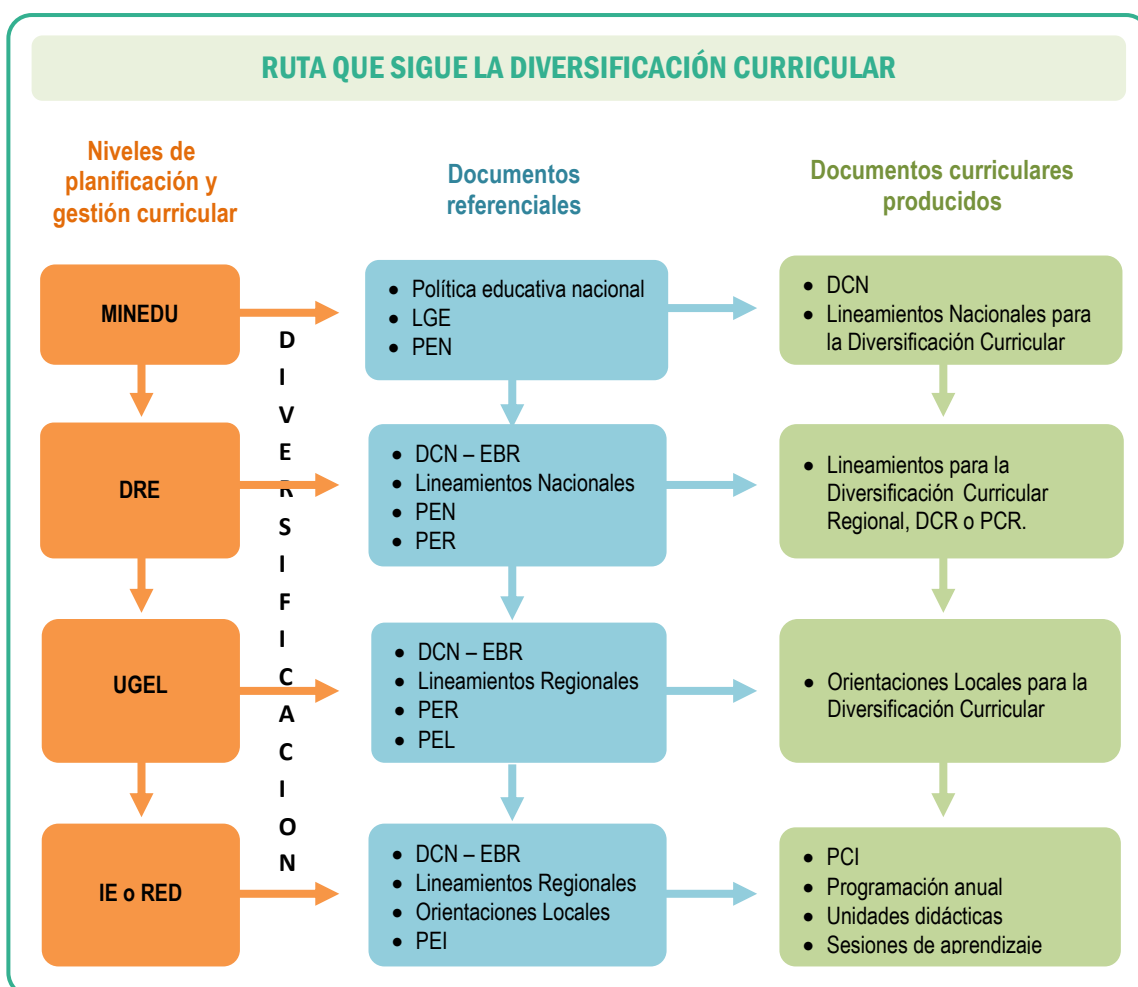 RUTA QUE SIGUE LA DIVERSIFICACIÓN CURRICULAR
Niveles de
planificación y
gestión curricular
Documentos
referenciales
Documentos curriculares
producidos
MINEDU
• Política educativa nacional
• LGE
• PEN
• DCN
• Lineamientos Nacionales para
la Diversificación Curricular
DIVERSIFICACION
DRE
• DCN – EBR
• Lineamientos Nacionales
• PEN
• PER
• Lineamientos para la
Diversificación Curricular
Regional, DCR o PCR.
UGEL
• DCN – EBR
• Lineamientos Regionales
• PER
• PEL
• Orientaciones Locales para la
Diversificación Curricular
IE o RED
• DCN – EBR
• Lineamientos Regionales
• Orientaciones Locales
• PEI
• PCI
• Programación anual
• Unidades didácticas
• Sesiones de aprendizaje